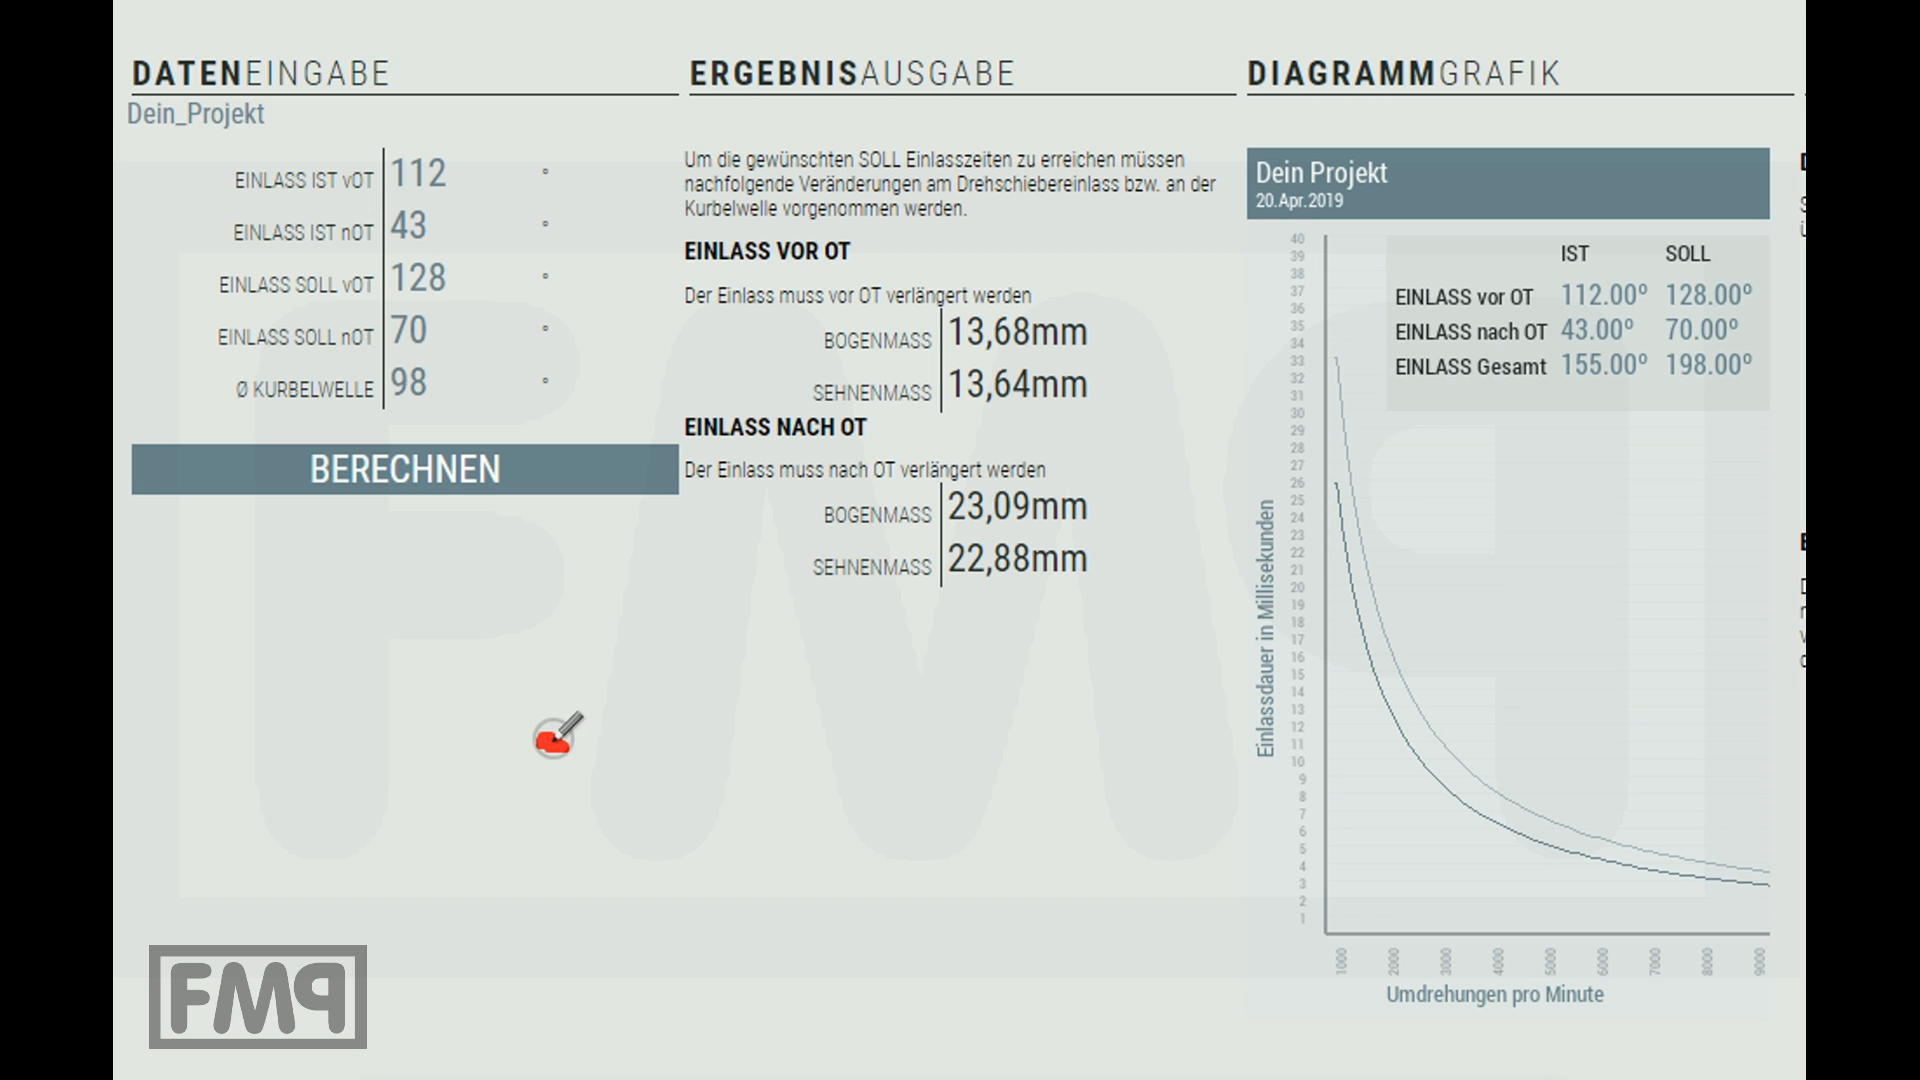 DATENEINGABE
Dein_Projekt
EINLASS IST vOT 112 °
EINLASS IST nOT 43 °
EINLASS SOLL vOT 128 °
EINLASS SOLL nOT 70 °
Ø KURBELWELLE 98 °
BERECHNEN
ERGEBNISAUSGABE
Um die gewünschten SOLL Einlasszeiten zu erreichen müssen
nachfolgende Veränderungen am Drehschiebereinlass bzw. an der
Kurbelwelle vorgenommen werden.
EINLASS VOR OT
Der Einlass muss vor OT verlängert werden
BOGENMASS 13,68mm
SEHNENMASS 13,64mm
EINLASS NACH OT
Der Einlass muss nach OT verlängert werden
BOGENMASS 23,09mm
SEHNENMASS 22,88mm
DIAGRAMMGRAFIK
Dein Projekt
20.Apr.2019
IST SOLL
EINLASS vor OT 112.00º 128.00º
EINLASS nach OT 43.00º 70.00º
EINLASS Gesamt 155.00º 198.00º
Einlassdauer in Millisekunden
40
39
38
37
36
35
34
33
32
31
30
29
28
27
26
25
24
23
22
21
20
19
18
17
16
15
14
13
12
11
10
9
8
7
6
5
4
3
2
1
1000 2000 3000 4000 5000 6000 7000 8000 9000
Umdrehungen pro Minute
FMP